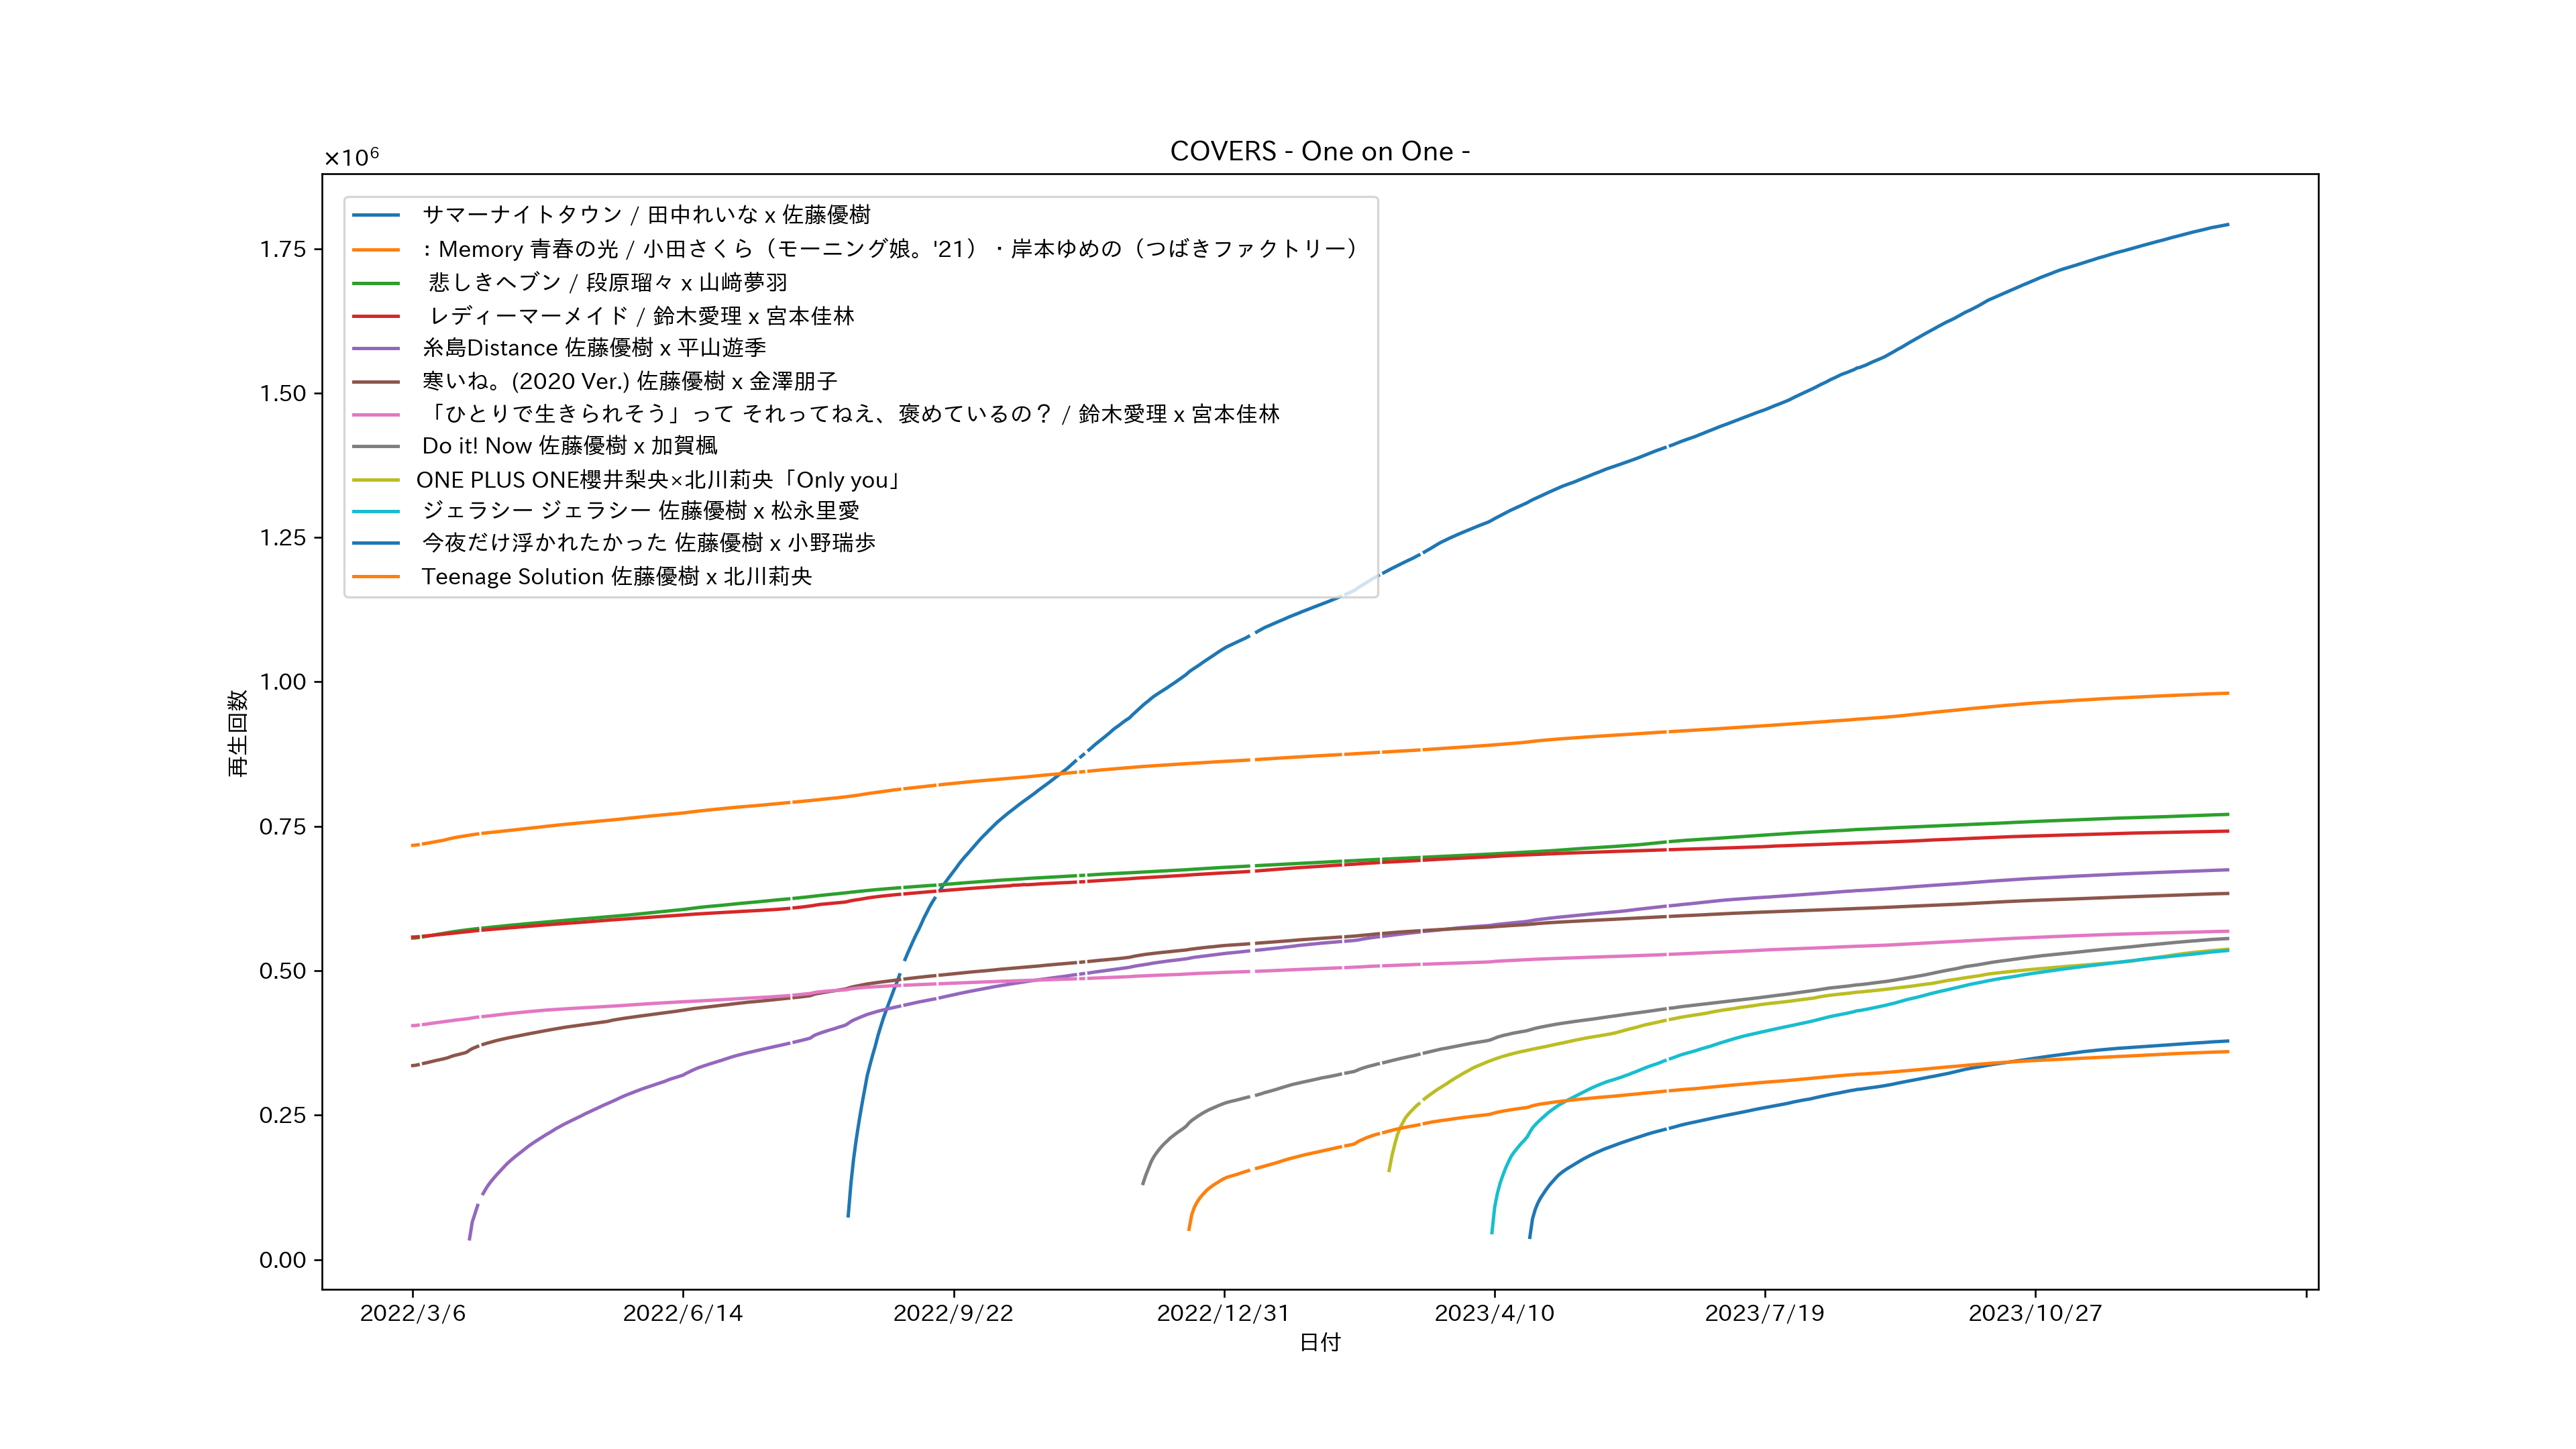 COVERS - One on One -
×10⁶
サマーナイトタウン / 田中れいな x 佐藤優樹
: Memory 青春の光 / 小田さくら（モーニング娘。'21）・岸本ゆめの（つばきファクトリー）
悲しきヘブン / 段原瑠々 x 山﨑夢羽
レディーマーメイド / 鈴木愛理 x 宮本佳林
糸島Distance 佐藤優樹 x 平山遊季
寒いね。(2020 Ver.) 佐藤優樹 x 金澤朋子
「ひとりで生きられそう」って それってねえ、褒めているの？ / 鈴木愛理 x 宮本佳林
Do it! Now 佐藤優樹 x 加賀楓
ONE PLUS ONE櫻井梨央×北川莉央「Only you」
ジェラシー ジェラシー 佐藤優樹 x 松永里愛
今夜だけ浮かれたかった 佐藤優樹 x 小野瑞歩
Teenage Solution 佐藤優樹 x 北川莉央
1.75
1.50
1.25
1.00
0.75
0.50
0.25
0.00
再生回数
2022/3/6
2022/6/14
2022/9/22
2022/12/31
2023/4/10
2023/7/19
2023/10/27
日付